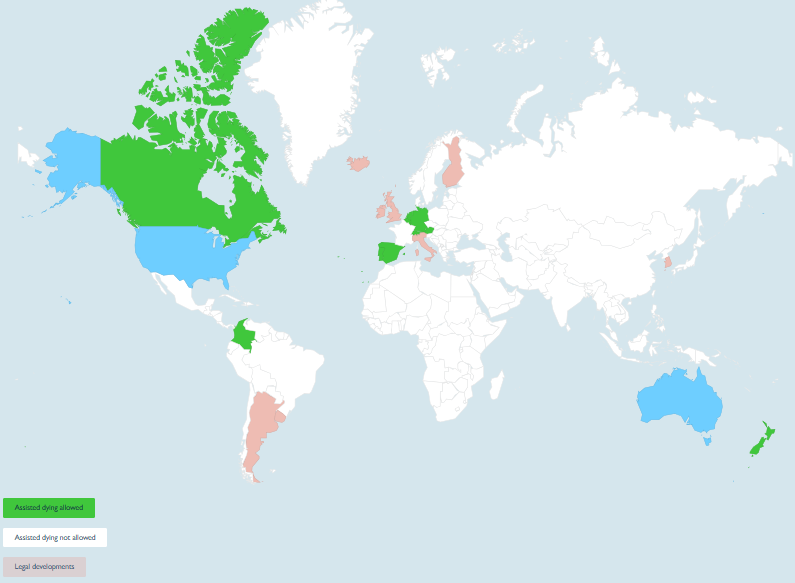 Assisted dying allowed
Assisted dying not allowed
Legal developments